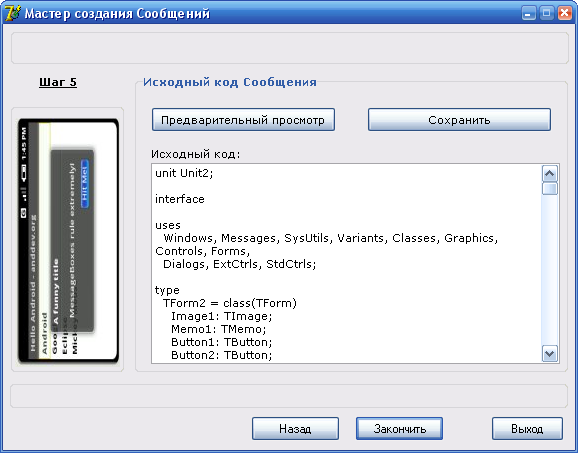 Мастер создания Сообщений
Шаг 5
Исходный код Сообщения
Предварительный просмотр
Сохранить
Исходный код:
unit Unit2;
interface
uses
Windows, Messages, SysUtils, Variants, Classes, Graphics,
Controls, Forms,
Dialogs, ExtCtrls, StdCtrls;
type
TForm2 = class(TForm)
Image1: TImage;
Memo1: TMemo;
Button1: TButton;
Button2: TButton;
1:45 PM
Hello Android - anddev.org
Android
Goo
A funny title
Eclipse
MessageBoxes rule extremely!
Hit Me!
Назад
Закончить
Выход